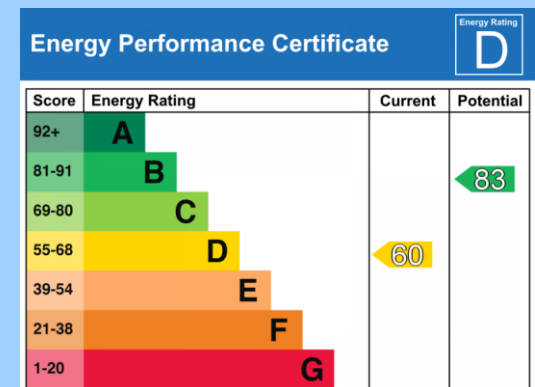 Energy Performance Certificate
Energy Rating
D
Score Energy Rating Current Potential
92+ A
81-91 B 83
69-80 C
55-68 D 60
39-54 E
21-38 F
1-20 G